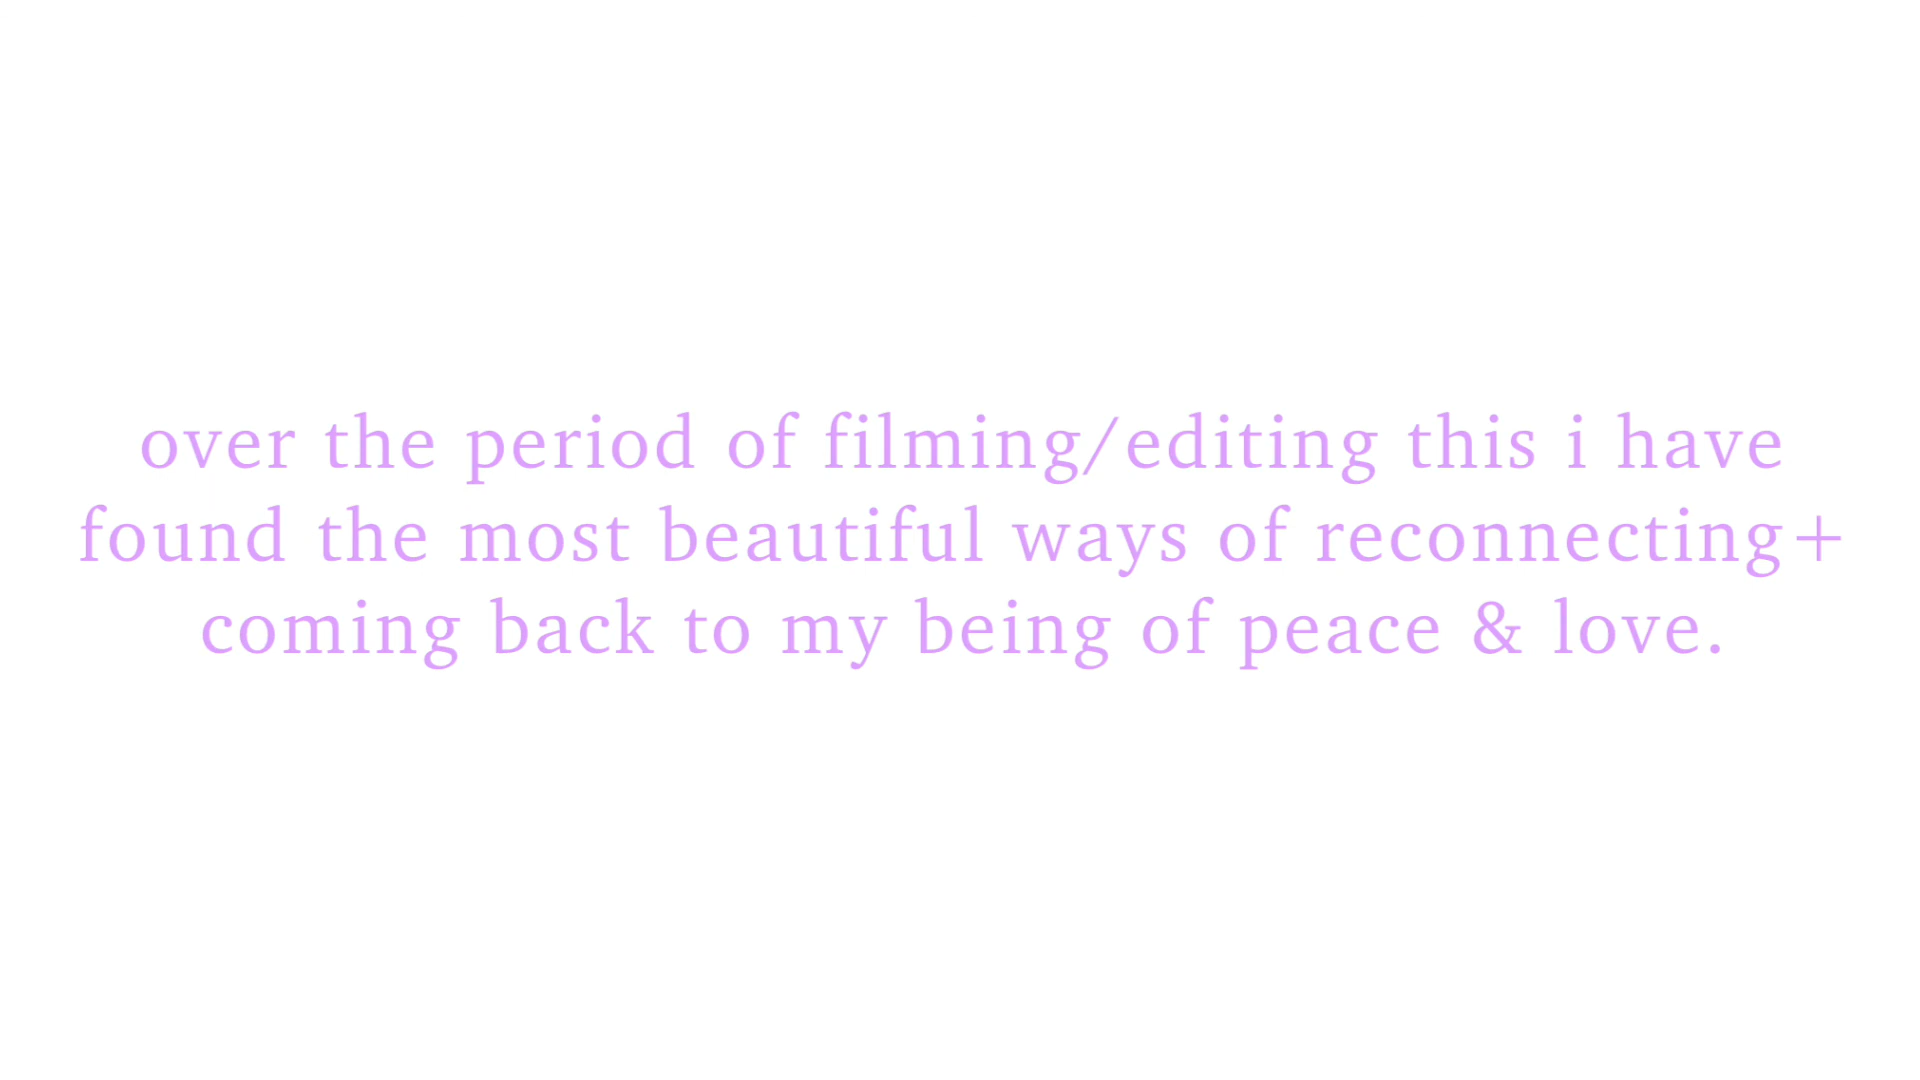 over the period of filming/editing this i have
found the most beautiful ways of reconnecting+
coming back to my being of peace & love.